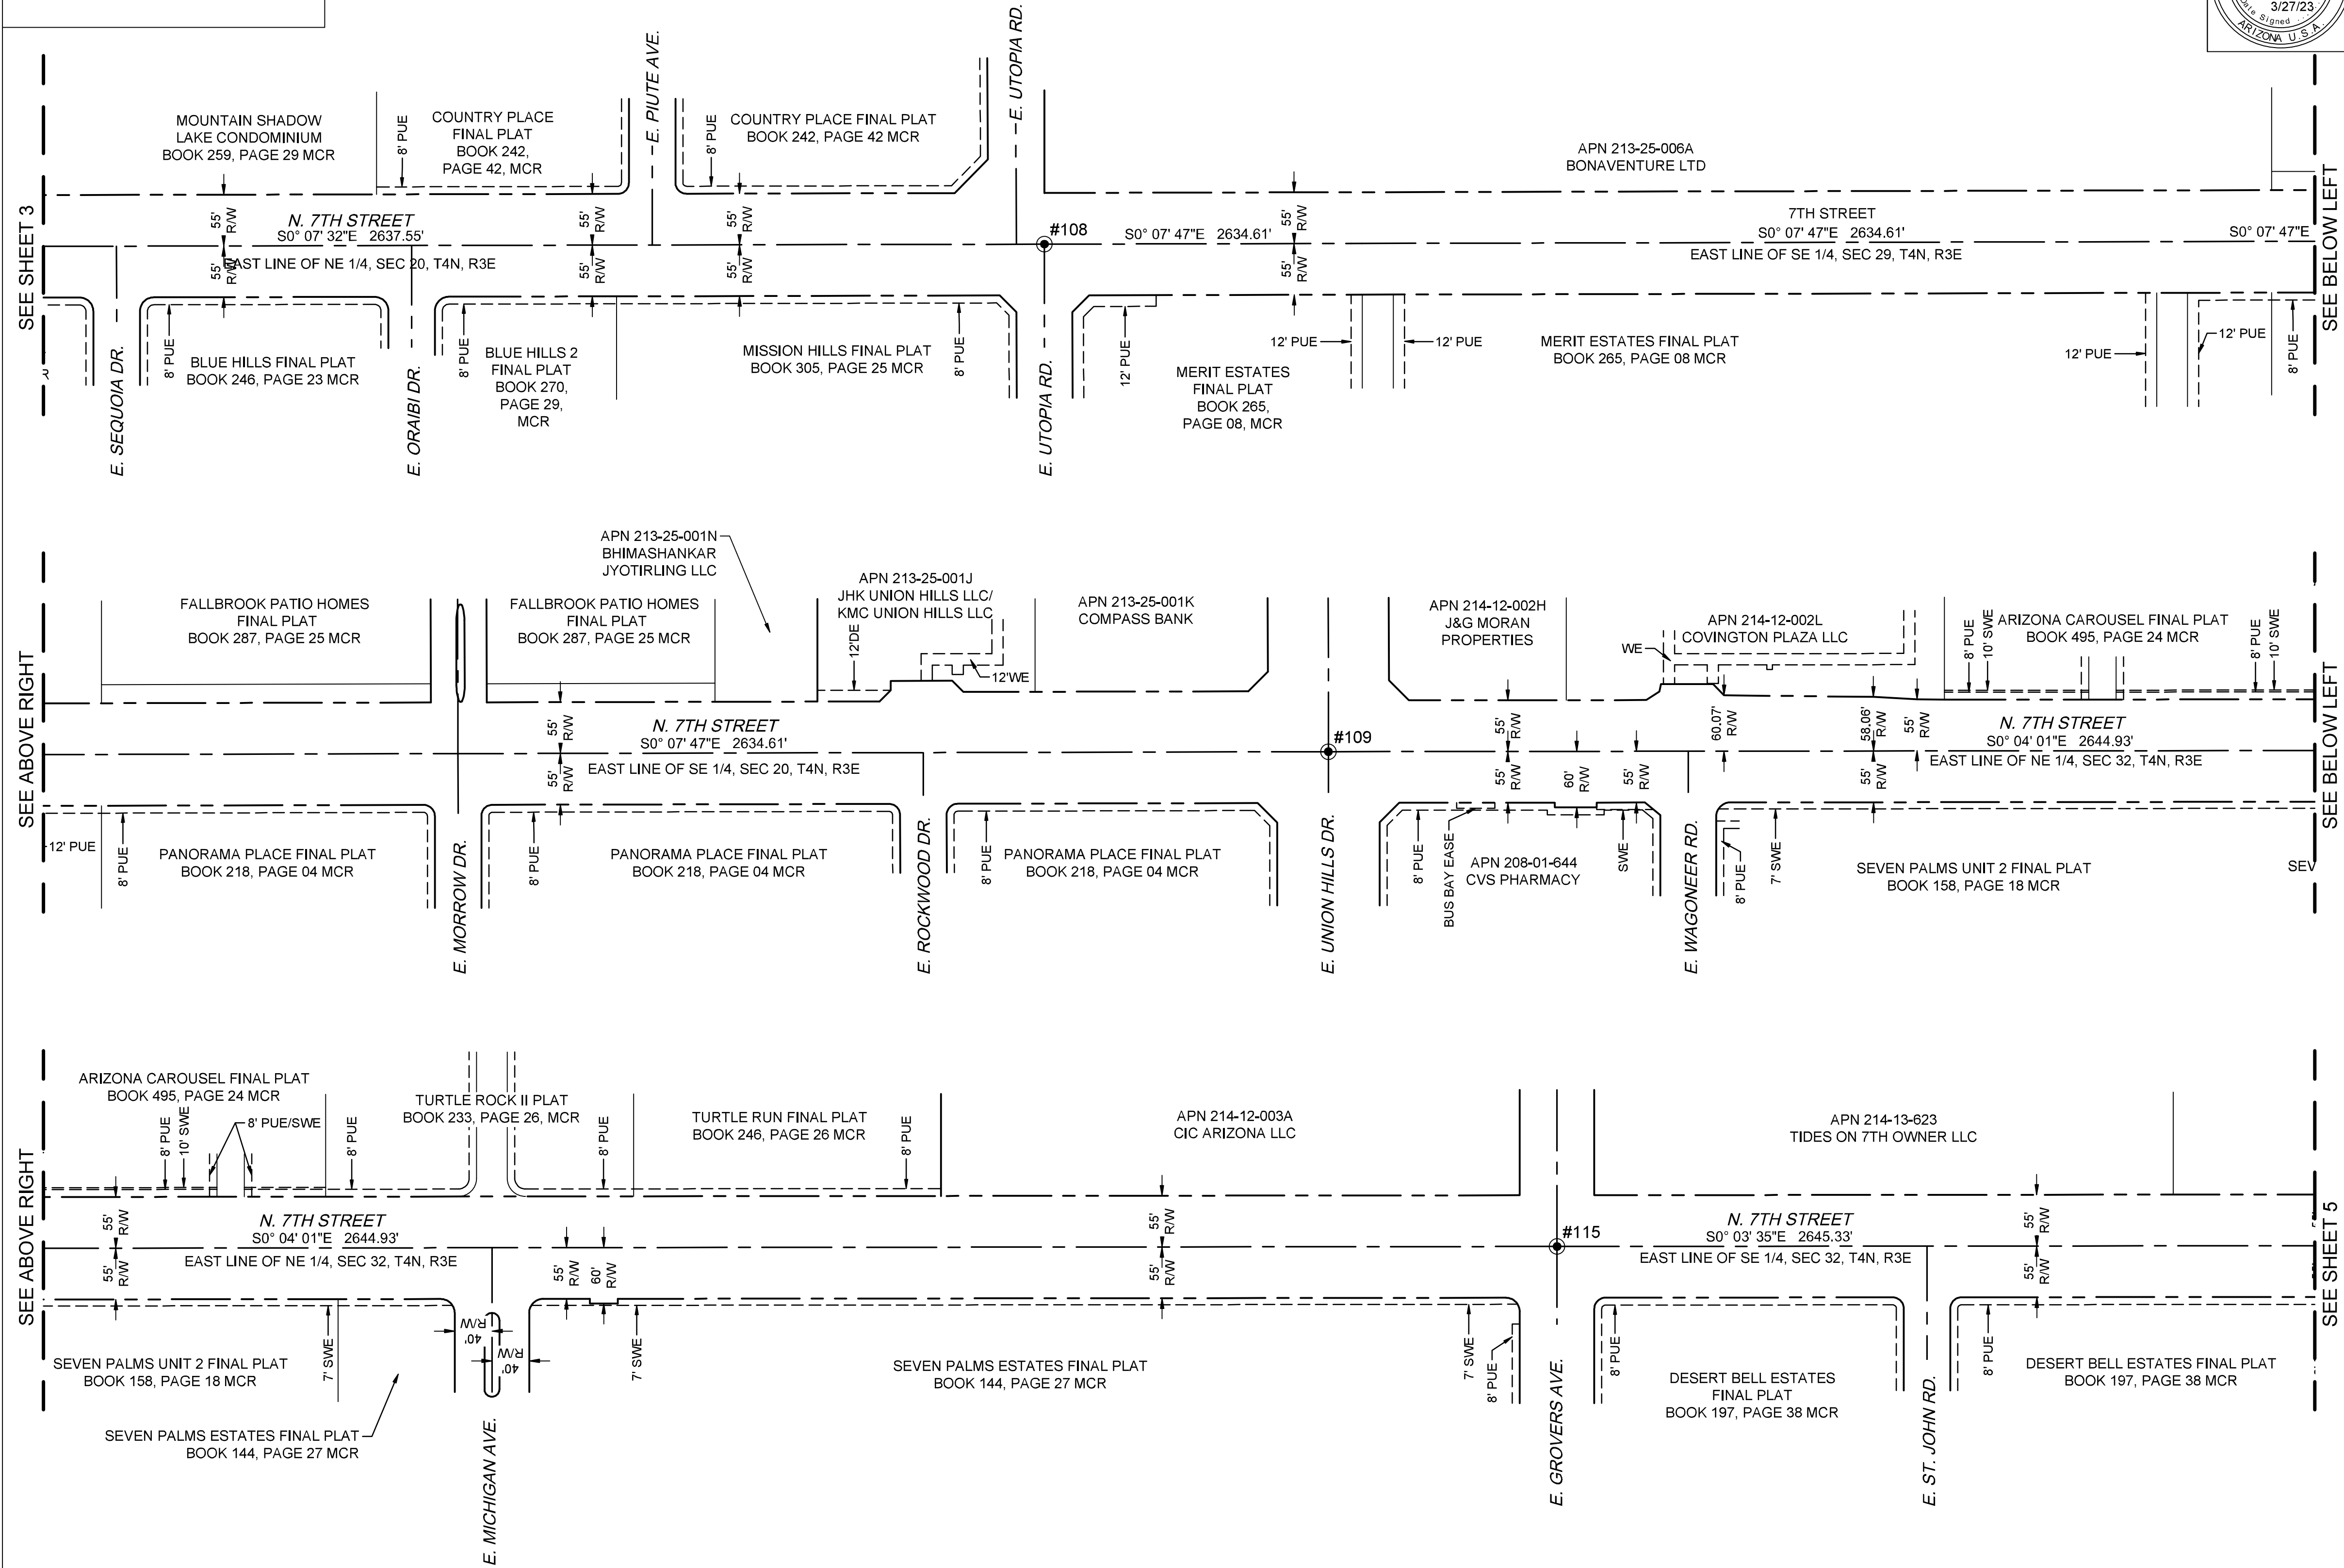 3/27/23
Date Signed
ARIZONA U.S.A.
SEE SHEET 3
MOUNTAIN SHADOW
LAKE CONDOMINIUM
BOOK 259, PAGE 29 MCR
8' PUE
COUNTRY PLACE
FINAL PLAT
BOOK 242,
PAGE 42, MCR
E. PIUTE AVE.
8' PUE
COUNTRY PLACE FINAL PLAT
BOOK 242, PAGE 42 MCR
E. UTOPIA RD.
APN 213-25-006A
BONAVENTURE LTD
SEE BELOW LEFT
55'
R/W
N. 7TH STREET
S0° 07' 32"E 2637.55'
55'
R/W
55'
R/W
#108
S0° 07' 47"E 2634.61'
55'
R/W
7TH STREET
S0° 07' 47"E 2634.61'
S0° 07' 47"E
55'
R/W
EAST LINE OF NE 1/4, SEC 20, T4N, R3E
55'
R/W
55'
R/W
55'
R/W
EAST LINE OF SE 1/4, SEC 29, T4N, R3E
R
E. SEQUOIA DR.
8' PUE
BLUE HILLS FINAL PLAT
BOOK 246, PAGE 23 MCR
E. ORAIBI DR.
8' PUE
BLUE HILLS 2
FINAL PLAT
BOOK 270,
PAGE 29,
MCR
MISSION HILLS FINAL PLAT
BOOK 305, PAGE 25 MCR
8' PUE
E. UTOPIA RD.
12' PUE
MERIT ESTATES
FINAL PLAT
BOOK 265,
PAGE 08, MCR
12' PUE
12' PUE
MERIT ESTATES FINAL PLAT
BOOK 265, PAGE 08 MCR
12' PUE
12' PUE
8' PUE
SEE ABOVE RIGHT
FALLBROOK PATIO HOMES
FINAL PLAT
BOOK 287, PAGE 25 MCR
FALLBROOK PATIO HOMES
FINAL PLAT
BOOK 287, PAGE 25 MCR
APN 213-25-001N
BHIMASHANKAR
JYOTIRLING LLC
12'DE
APN 213-25-001J
JHK UNION HILLS LLC/
KMC UNION HILLS LLC
12'WE
APN 213-25-001K
COMPASS BANK
APN 214-12-002H
J&G MORAN
PROPERTIES
WE
APN 214-12-002L
COVINGTON PLAZA LLC
8' PUE
10' SWE
ARIZONA CAROUSEL FINAL PLAT
BOOK 495, PAGE 24 MCR
8' PUE
10' SWE
SEE BELOW LEFT
55'
R/W
N. 7TH STREET
S0° 07' 47"E 2634.61'
#109
55'
R/W
60.07'
R/W
58.06'
R/W
55'
R/W
N. 7TH STREET
S0° 04' 01"E 2644.93'
55'
R/W
EAST LINE OF SE 1/4, SEC 20, T4N, R3E
55'
R/W
60'
R/W
55'
R/W
55'
R/W
EAST LINE OF NE 1/4, SEC 32, T4N, R3E
12' PUE
8' PUE
PANORAMA PLACE FINAL PLAT
BOOK 218, PAGE 04 MCR
E. MORROW DR.
8' PUE
PANORAMA PLACE FINAL PLAT
BOOK 218, PAGE 04 MCR
E. ROCKWOOD DR.
8' PUE
PANORAMA PLACE FINAL PLAT
BOOK 218, PAGE 04 MCR
E. UNION HILLS DR.
8' PUE
BUS BAY EASE
APN 208-01-644
CVS PHARMACY
SWE
E. WAGONEER RD.
8' PUE
7' SWE
SEVEN PALMS UNIT 2 FINAL PLAT
BOOK 158, PAGE 18 MCR
SEV
SEE ABOVE RIGHT
ARIZONA CAROUSEL FINAL PLAT
BOOK 495, PAGE 24 MCR
8' PUE
10' SWE
8' PUE/SWE
8' PUE
TURTLE ROCK II PLAT
BOOK 233, PAGE 26, MCR
8' PUE
TURTLE RUN FINAL PLAT
BOOK 246, PAGE 26 MCR
8' PUE
APN 214-12-003A
CIC ARIZONA LLC
APN 214-13-623
TIDES ON 7TH OWNER LLC
SEE SHEET 5
55'
R/W
N. 7TH STREET
S0° 04' 01"E 2644.93'
55'
R/W
#115
N. 7TH STREET
S0° 03' 35"E 2645.33'
55'
R/W
55'
R/W
EAST LINE OF NE 1/4, SEC 32, T4N, R3E
55'
R/W
60'
R/W
55'
R/W
EAST LINE OF SE 1/4, SEC 32, T4N, R3E
55'
R/W
SEVEN PALMS UNIT 2 FINAL PLAT
BOOK 158, PAGE 18 MCR
7' SWE
SEVEN PALMS ESTATES FINAL PLAT
BOOK 144, PAGE 27 MCR
40'
R/W
40'
R/W
E. MICHIGAN AVE.
7' SWE
SEVEN PALMS ESTATES FINAL PLAT
BOOK 144, PAGE 27 MCR
7' SWE
8' PUE
E. GROVERS AVE.
8' PUE
DESERT BELL ESTATES
FINAL PLAT
BOOK 197, PAGE 38 MCR
E. ST. JOHN RD.
8' PUE
DESERT BELL ESTATES FINAL PLAT
BOOK 197, PAGE 38 MCR